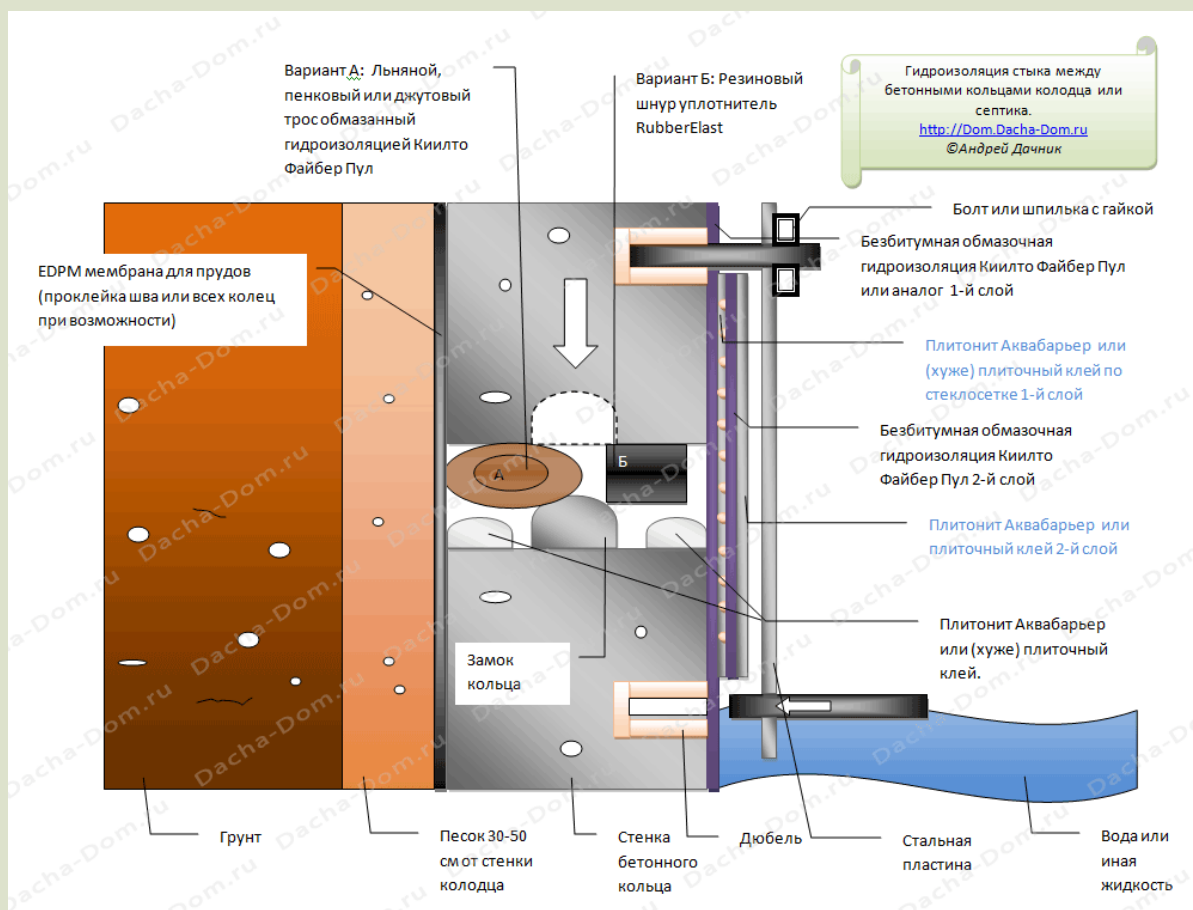 Вариант А: Льняной,
пенковый или джутовый
трос обмазанный
гидроизоляцией Киилто
Файбер Пул
Вариант Б: Резиновый
шнур уплотнитель
RubberElast
Гидроизоляция стыка между
бетонными кольцами колодца или
септика.
http://Dom.Dacha-Dom.ru
©Андрей Дачник
Болт или шпилька с гайкой
Безбитумная обмазочная
гидроизоляция Киилто Файбер Пул
или аналог 1-й слой
EDPM мембрана для прудов
(проклейка шва или всех колец
при возможности)
Плитонит Аквабарьер или
(хуже) плиточный клей по
стеклосетке 1-й слой
Безбитумная обмазочная
гидроизоляция Киилто
Файбер Пул 2-й слой
А
Б
Плитонит Аквабарьер или
плиточный клей 2-й слой
Плитонит Аквабарьер
или (хуже) плиточный
клей.
Замок
кольца
Грунт
Песок 30-50
см от стенки
колодца
Стенка
бетонного
кольца
Дюбель
Стальная
пластина
Вода или
иная
жидкость
Dacha-Dom.ru